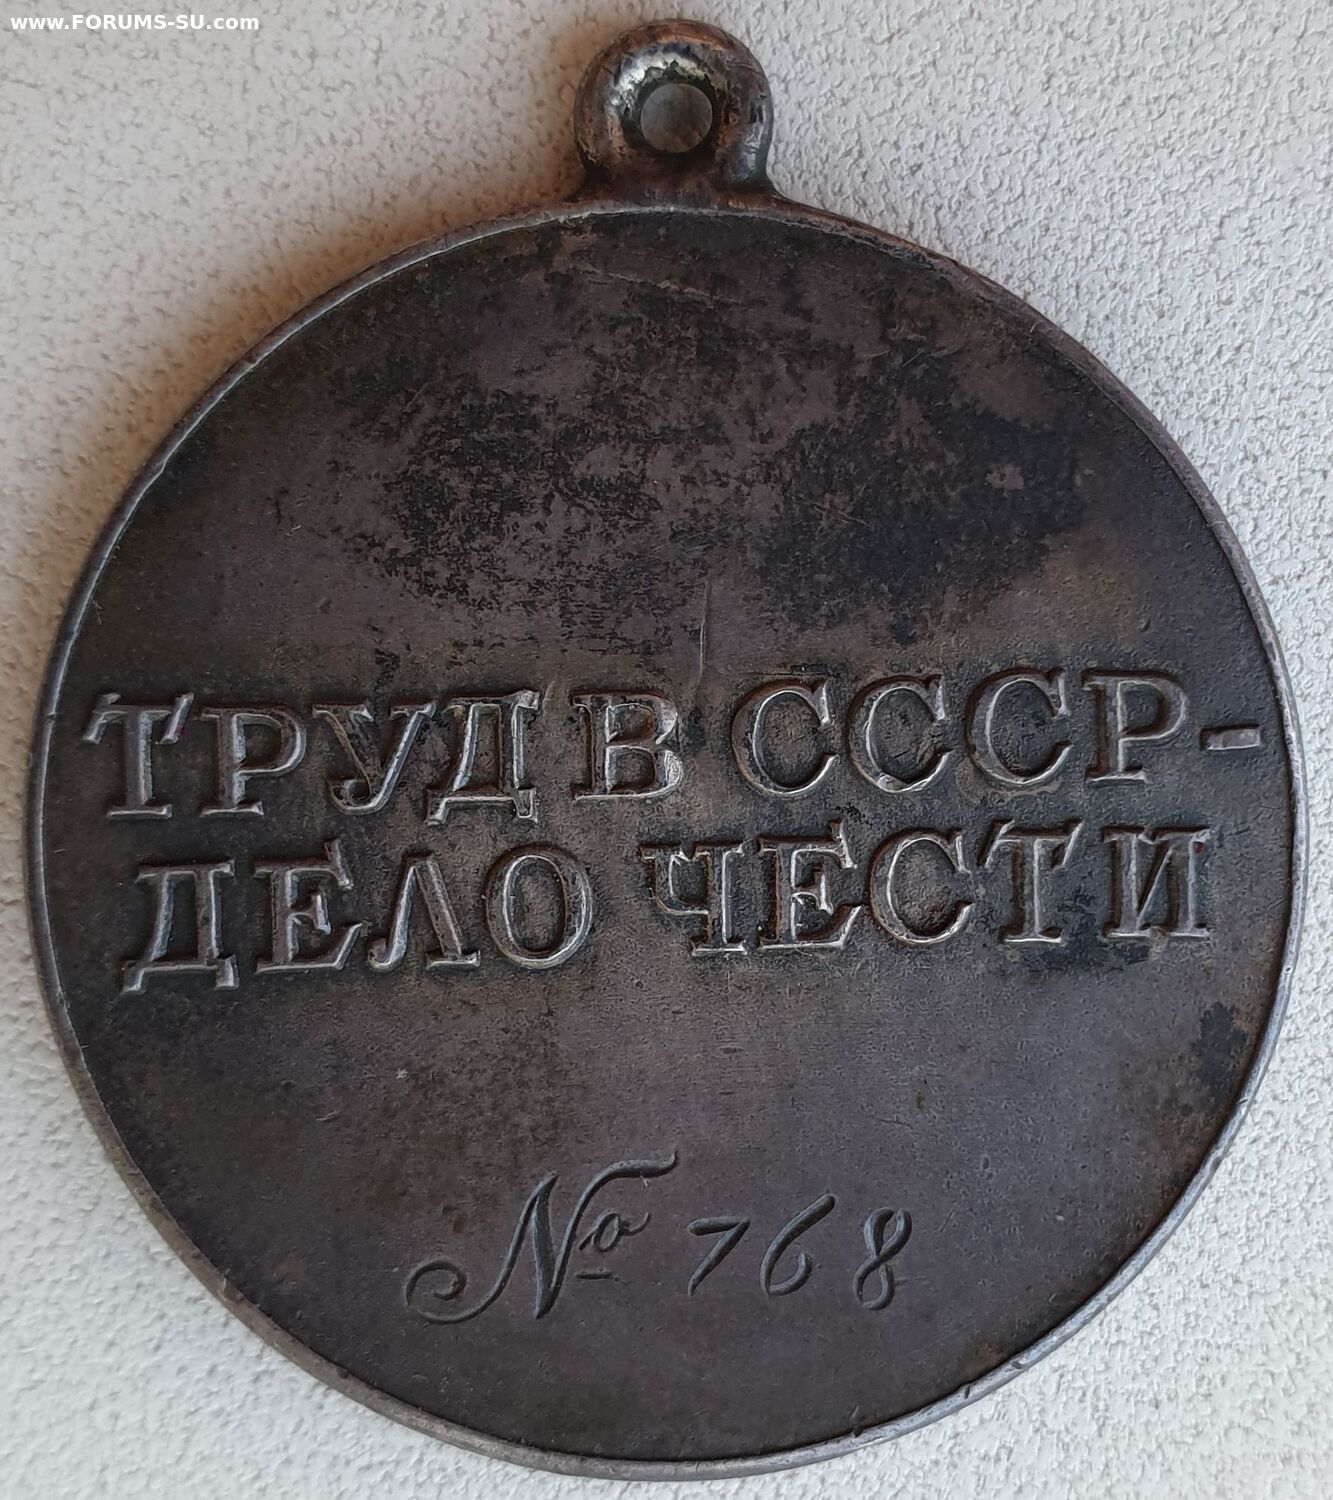 www.FORUMS-SU.com
ТРУД В СССР-
ДЕЛО ЧЕСТИ
№ 768